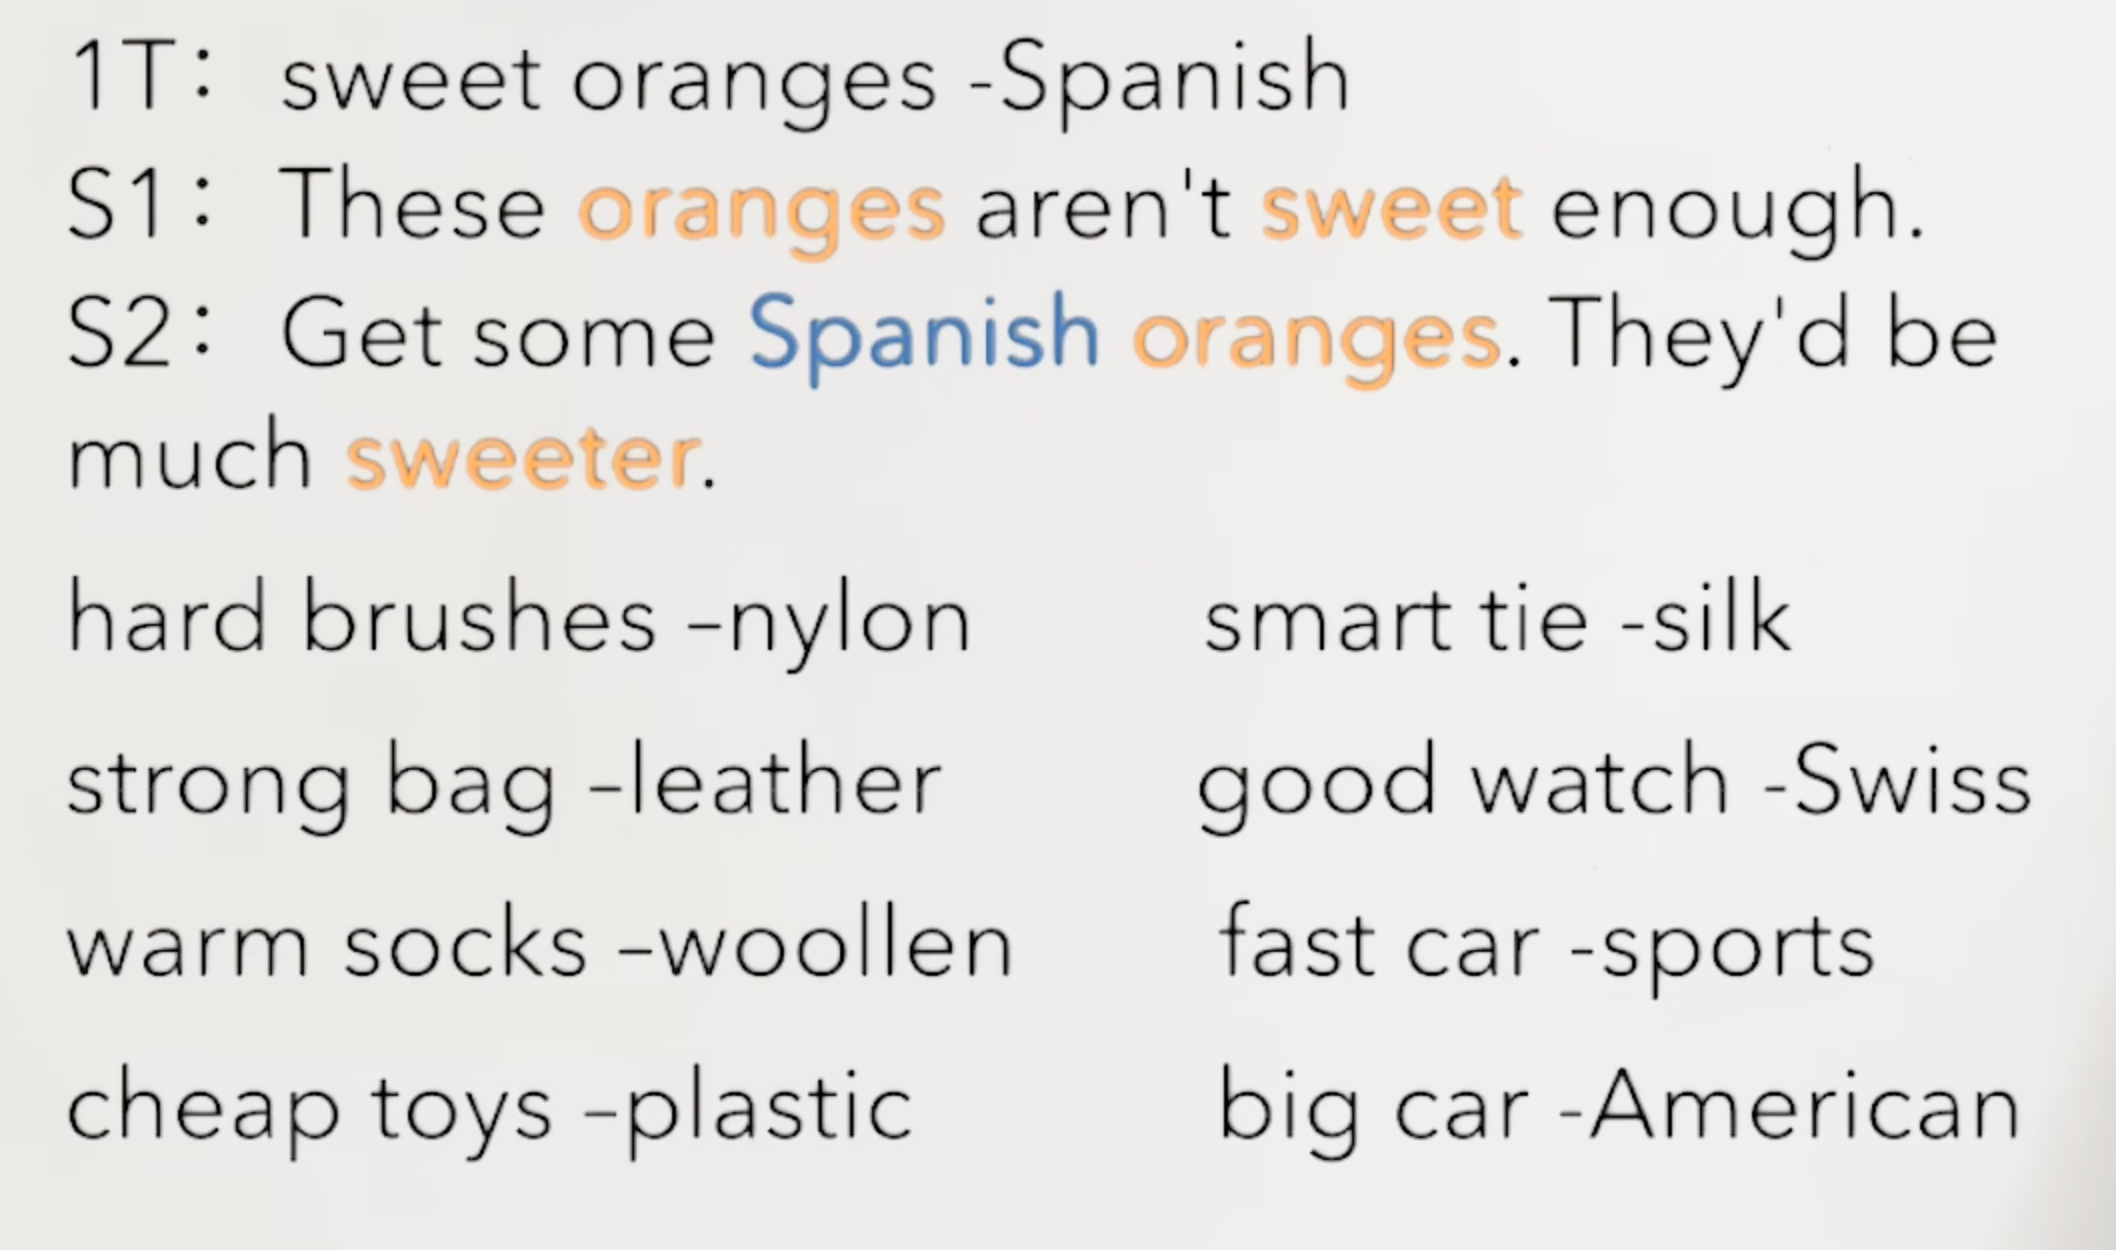 1T: sweet oranges -Spanish
S1: These oranges aren't sweet enough.
S2: Get some Spanish oranges. They'd be
much sweeter.
hard brushes –nylon
smart tie -silk
strong bag –leather
good watch -Swiss
warm socks –woollen
fast car -sports
cheap toys –plastic
big car -American